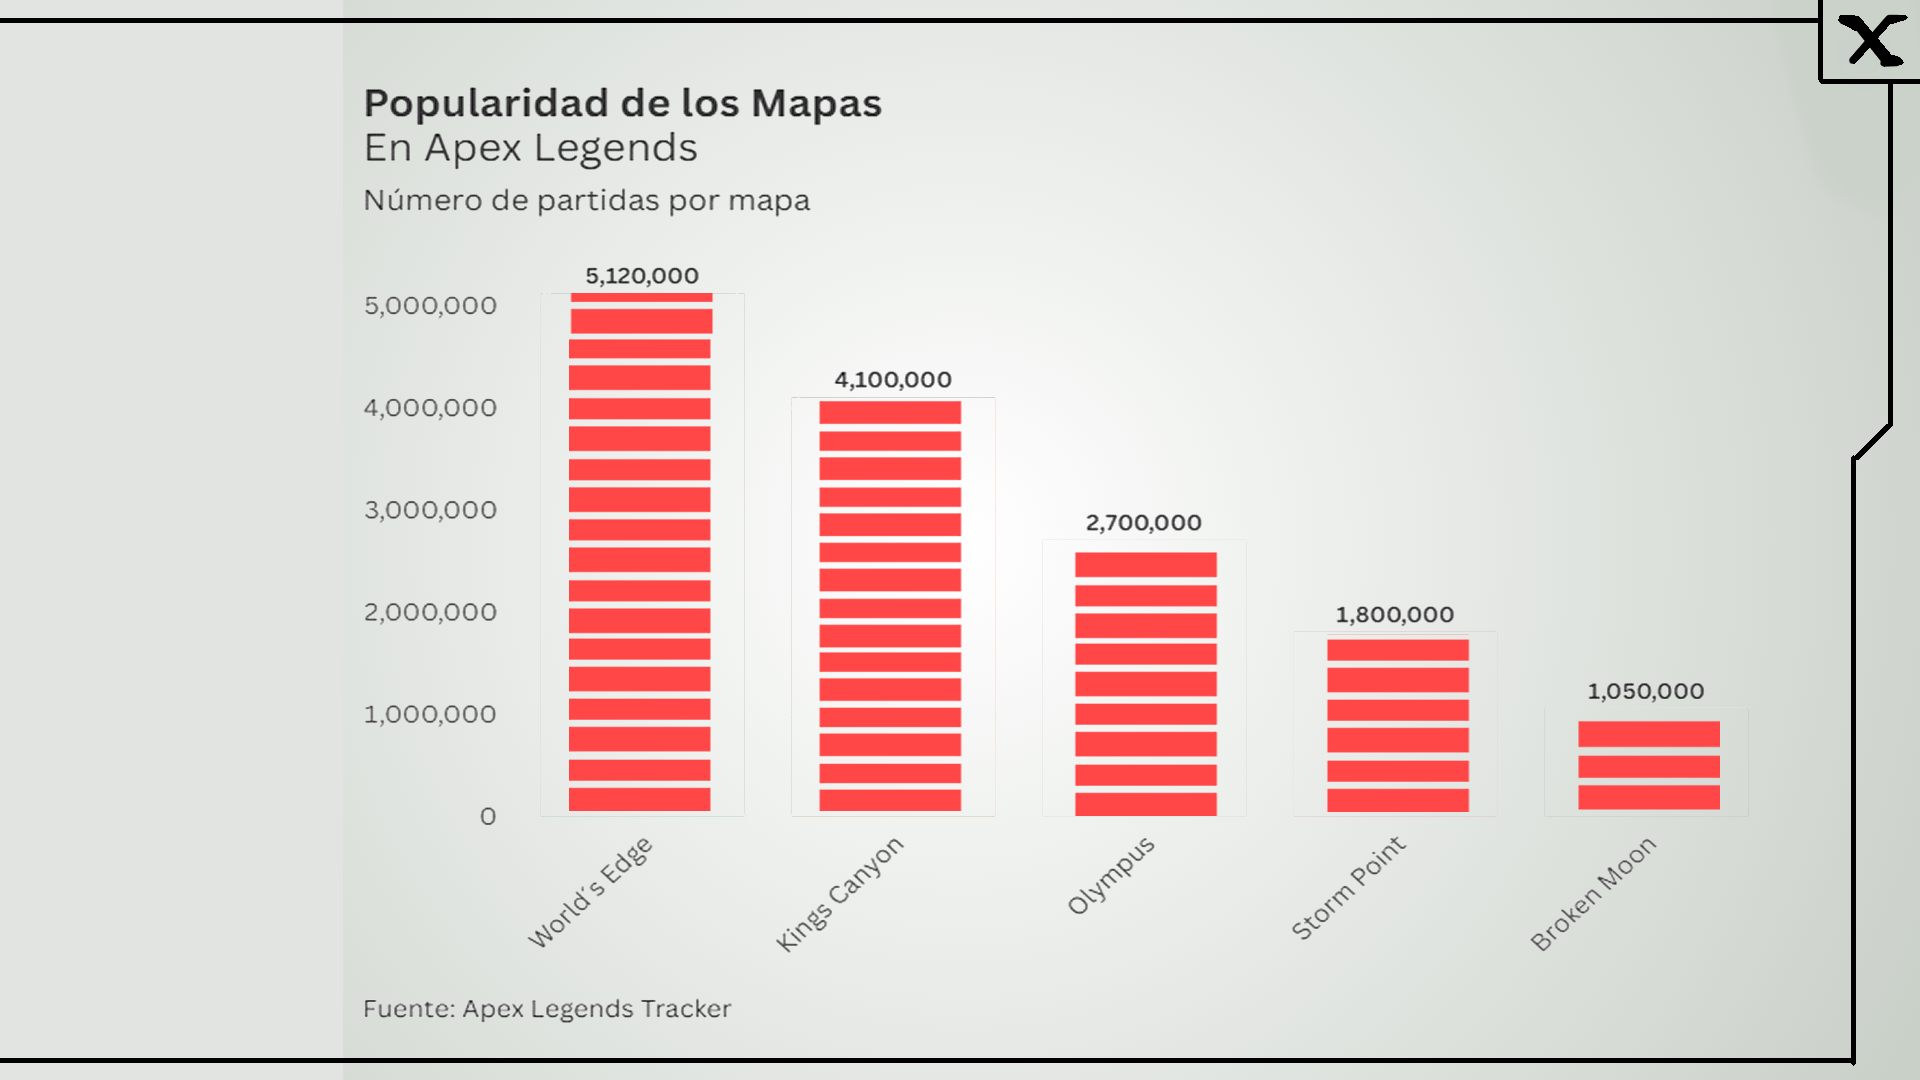 X
Popularidad de los Mapas
En Apex Legends
Número de partidas por mapa
5,120,000
5,000,000
4,100,000
4,000,000
3,000,000
2,700,000
2,000,000
1,800,000
1,050,000
1,000,000
0
World´s Edge
Kings Canyon
Olympus
Storm Point
Broken Moon
Fuente: Apex Legends Tracker